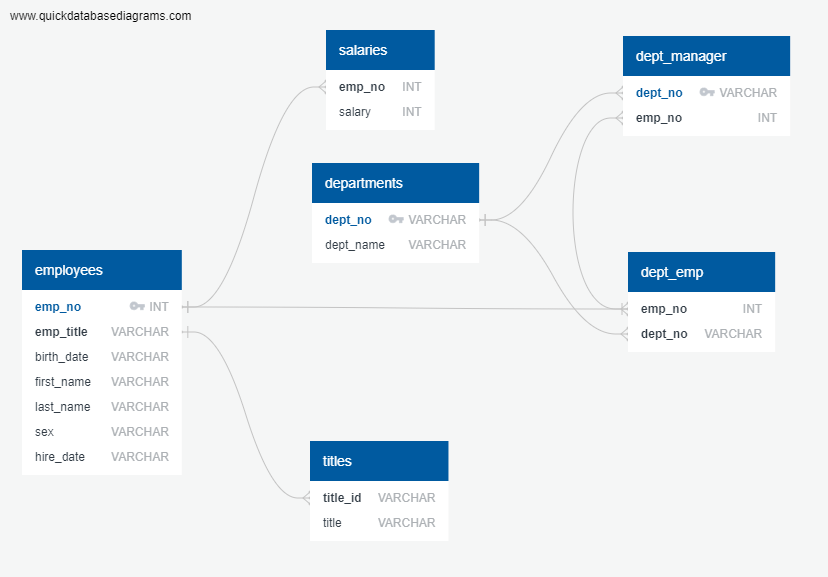 www.quickdatabasediagrams.com
salaries
emp_no INT
salary INT
dept_manager
dept_no VARCHAR
emp_no INT
departments
dept_no VARCHAR
dept_name VARCHAR
employees
emp_no INT
emp_title VARCHAR
birth_date VARCHAR
first_name VARCHAR
last_name VARCHAR
sex VARCHAR
hire_date VARCHAR
dept_emp
emp_no INT
dept_no VARCHAR
titles
title_id VARCHAR
title VARCHAR